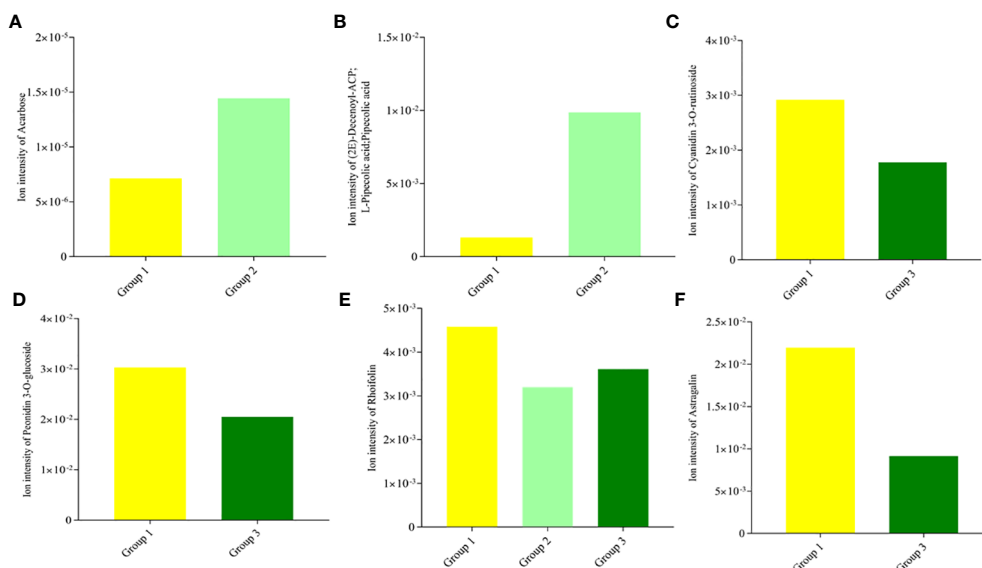 A
Ion intensity of Acarbose
2×10⁻⁵
1.5×10⁻⁵
1×10⁻⁵
5×10⁻⁶
0
Group 1
Group 2
B
Ion intensity of (2E)-Decenoyl-ACP;
L-Pipecolic acid;Pipecolic acid
1.5×10⁻²
1×10⁻²
5×10⁻³
0
Group 1
Group 2
C
Ion intensity of Cyanidin 3-O-rutinoside
4×10⁻³
3×10⁻³
2×10⁻³
1×10⁻³
0
Group 1
Group 3
D
Ion intensity of Peonidin 3-O-glucoside
4×10⁻²
3×10⁻²
2×10⁻²
1×10⁻²
0
Group 1
Group 3
E
Ion intensity of Rhoifolin
5×10⁻³
4×10⁻³
3×10⁻³
2×10⁻³
1×10⁻³
0
Group 1
Group 2
Group 3
F
Ion intensity of Astragalin
2.5×10⁻²
2×10⁻²
1.5×10⁻²
1×10⁻²
5×10⁻³
0
Group 1
Group 3